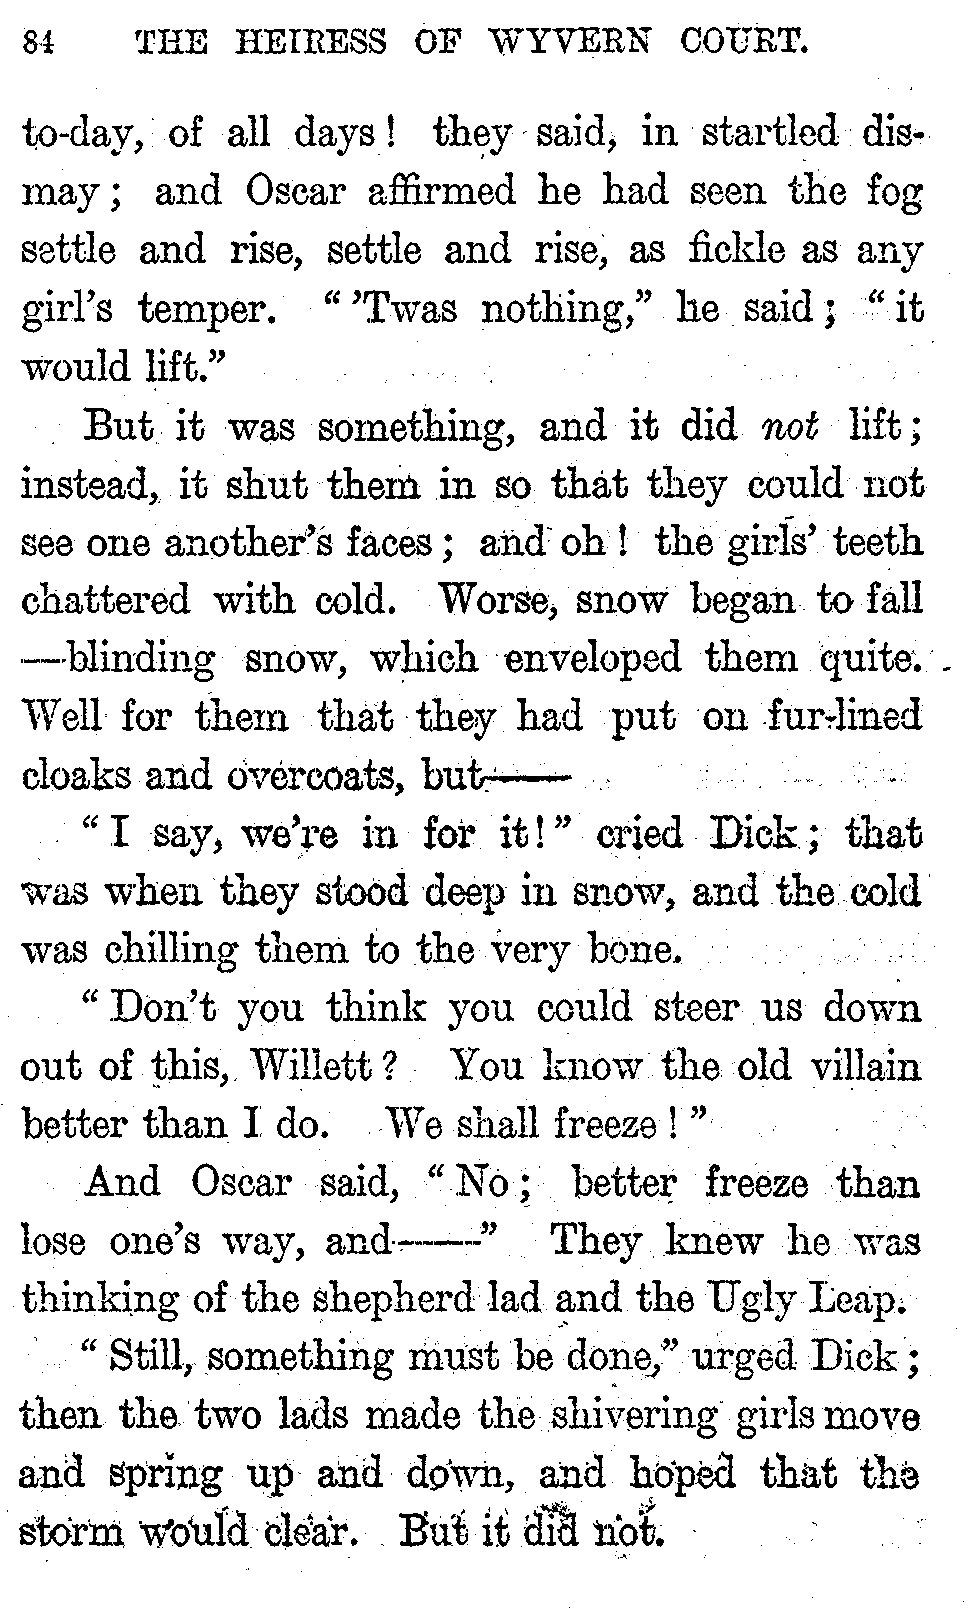 84 THE HEIRESS OF WYVERN COURT.
to-day, of all days! they said, in startled dis-
may; and Oscar affirmed he had seen the fog
settle and rise, settle and rise, as fickle as any
girl's temper. "'Twas nothing," he said; "it
would lift."
But it was something, and it did not lift;
instead, it shut them in so that they could not
see one another's faces; and oh! the girls' teeth
chattered with cold. Worse, snow began to fall
—blinding snow, which enveloped them quite.
Well for them that they had put on fur-lined
cloaks and overcoats, but——
"I say, we're in for it!" cried Dick; that
was when they stood deep in snow, and the cold
was chilling them to the very bone.
"Don't you think you could steer us down
out of this, Willett? You know the old villain
better than I do. We shall freeze!"
And Oscar said, "No; better freeze than
lose one's way, and——" They knew he was
thinking of the shepherd lad and the Ugly Leap.
"Still, something must be done," urged Dick;
then the two lads made the shivering girls move
and spring up and down, and hoped that the
storm would clear. But it did not.